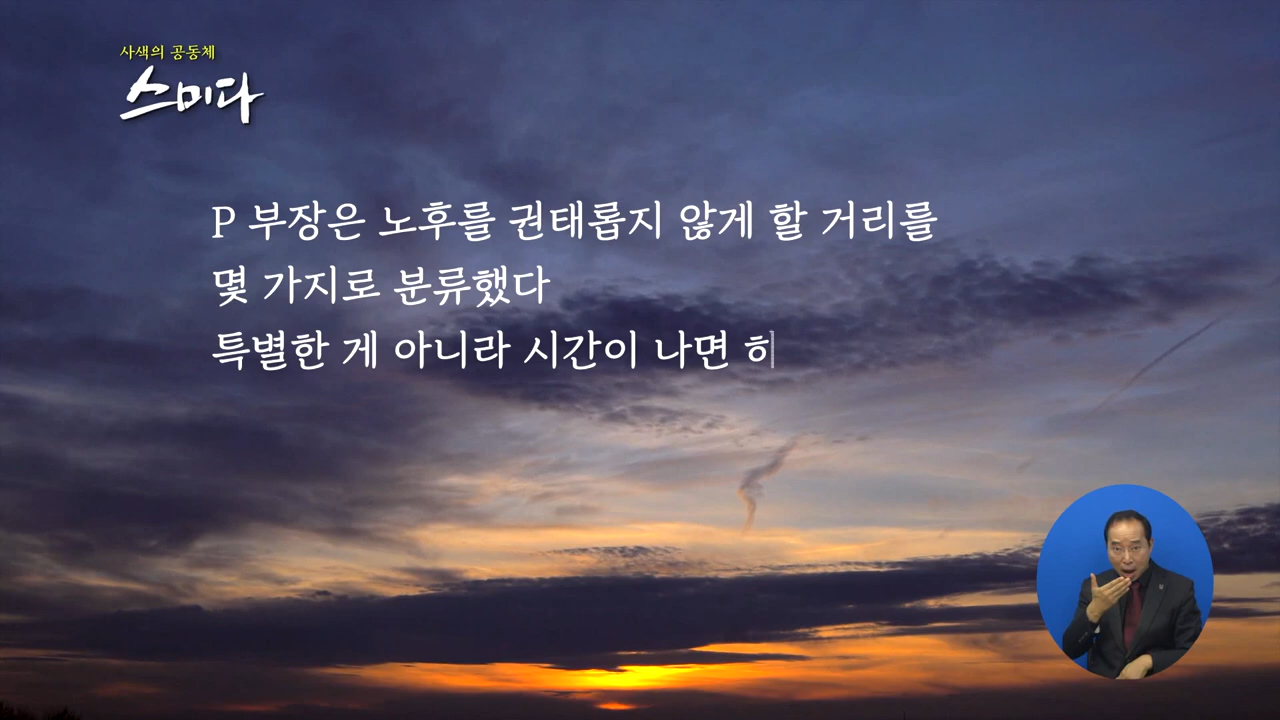 사색의 공동체
스미다
P 부장은 노후를 권태롭지 않게 할 거리를
몇 가지로 분류했다
특별한 게 아니라 시간이 나면 히